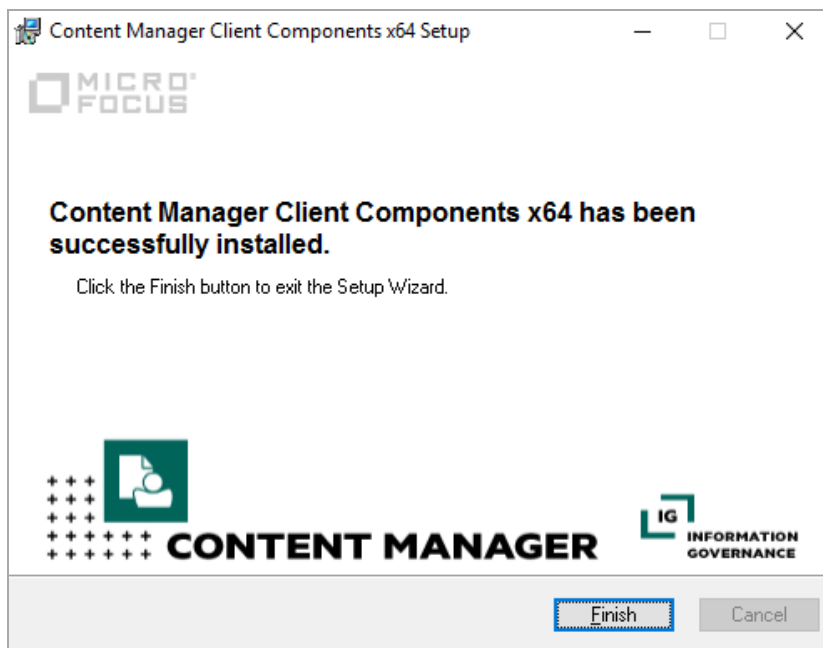 Content Manager Client Components x64 Setup
MICRO
FOCUS
Content Manager Client Components x64 has been
successfully installed.
Click the Finish button to exit the Setup Wizard.
CONTENT MANAGER
IG
INFORMATION
GOVERNANCE
Finish
Cancel